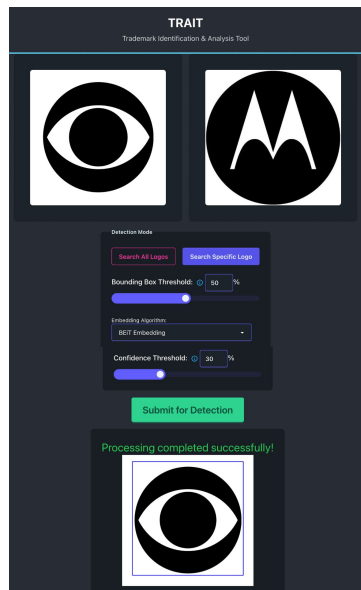 TRAIT
Trademark Identification & Analysis Tool
Detection Mode
Search All Logos
Search Specific Logo
Bounding Box Threshold: 50 %
Embedding Algorithm:
BEiT Embedding
Confidence Threshold: 30 %
Submit for Detection
Processing completed successfully!